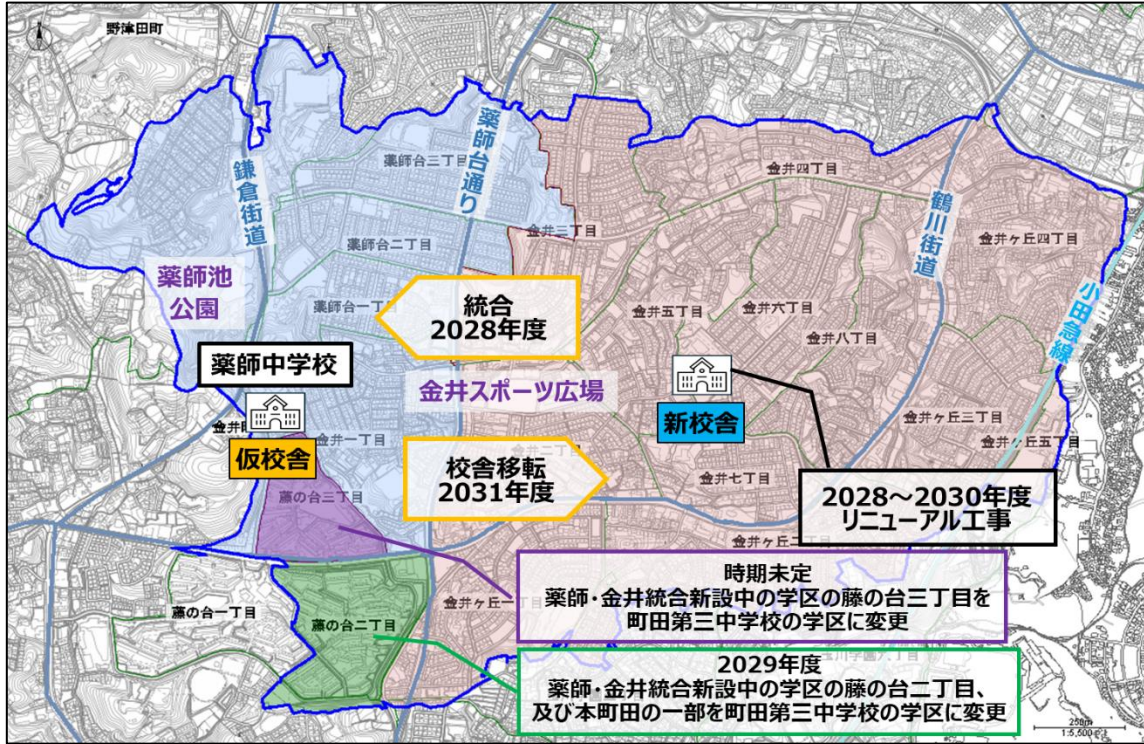 野津田町
薬師台三丁目
薬師台通り
鎌倉街道
金井四丁目
鶴川街道
金井三丁目
薬師台二丁目
金井ヶ丘四丁目
薬師池
公園
小田急線
薬師台一丁目
統合
2028年度
金井五丁目
金井六丁目
金井八丁目
薬師中学校
金井スポーツ広場
新校舎
金井ヶ丘三丁目
金井ヶ丘五丁目
仮校舎
金井一丁目
金井二丁目
校舎移転
2031年度
金井七丁目
藤の台三丁目
2028～2030年度
リニューアル工事
金井ヶ丘二
時期未定
薬師・金井統合新設中の学区の藤の台三丁目を
町田第三中学校の学区に変更
藤の台一丁目
金井ヶ丘一丁目
藤の台二丁目
2029年度
薬師・金井統合新設中の学区の藤の台二丁目、
及び本町田の一部を町田第三中学校の学区に変更
250m